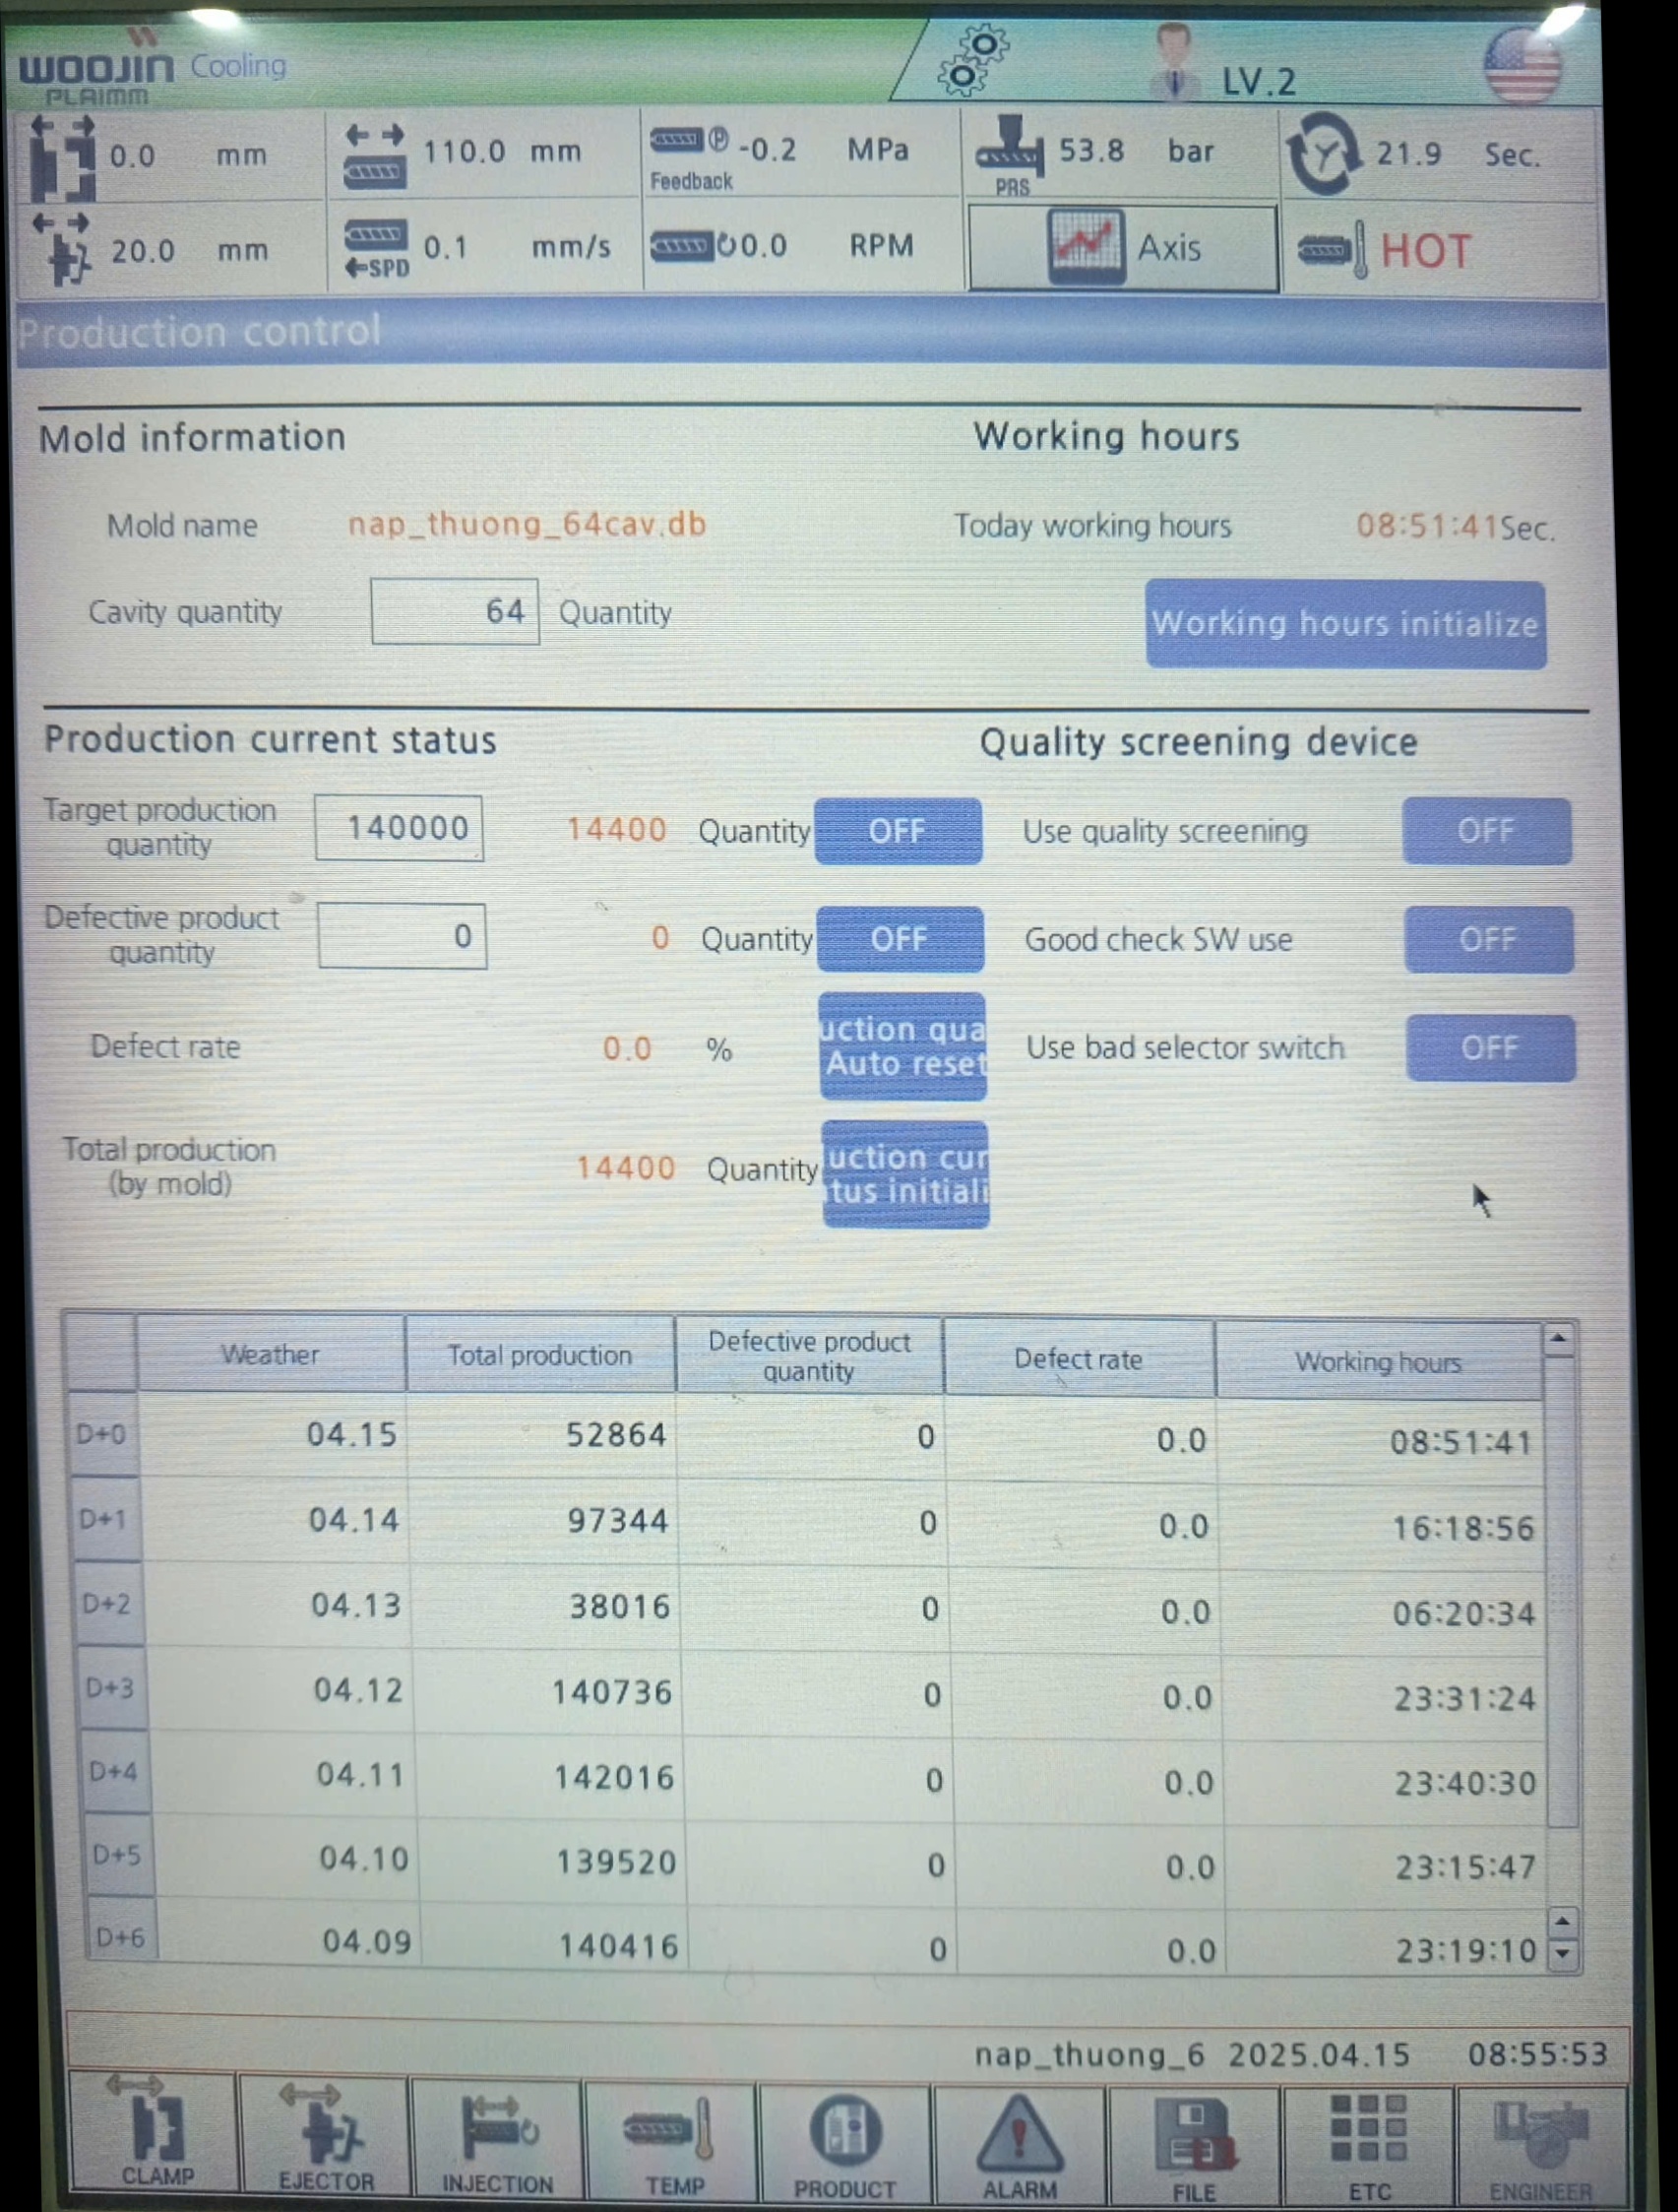 WOOJIN Cooling
PLAIMM
LV.2
0.0 mm
110.0 mm
P -0.2 MPa
Feedback
53.8 bar
PRS
21.9 Sec.
20.0 mm
0.1 mm/s
←SPD
0.0 RPM
Axis
HOT
Production control
Mold information
Working hours
Mold name nap_thuong_64cav.db
Today working hours 08:51:41Sec.
Cavity quantity 64 Quantity
Working hours initialize
Production current status
Quality screening device
Target production
quantity
140000 14400 Quantity OFF
Use quality screening OFF
Defective product
quantity
0 0 Quantity OFF
Good check SW use OFF
Defect rate 0.0 %
uction qua
Auto reset
Use bad selector switch OFF
Total production
(by mold)
14400 Quantity
uction cur
tus initiali
Weather Total production Defective product quantity Defect rate Working hours
D+0 04.15 52864 0 0.0 08:51:41
D+1 04.14 97344 0 0.0 16:18:56
D+2 04.13 38016 0 0.0 06:20:34
D+3 04.12 140736 0 0.0 23:31:24
D+4 04.11 142016 0 0.0 23:40:30
D+5 04.10 139520 0 0.0 23:15:47
D+6 04.09 140416 0 0.0 23:19:10
nap_thuong_6 2025.04.15 08:55:53
CLAMP EJECTOR INJECTION TEMP PRODUCT ALARM FILE ETC ENGINEER